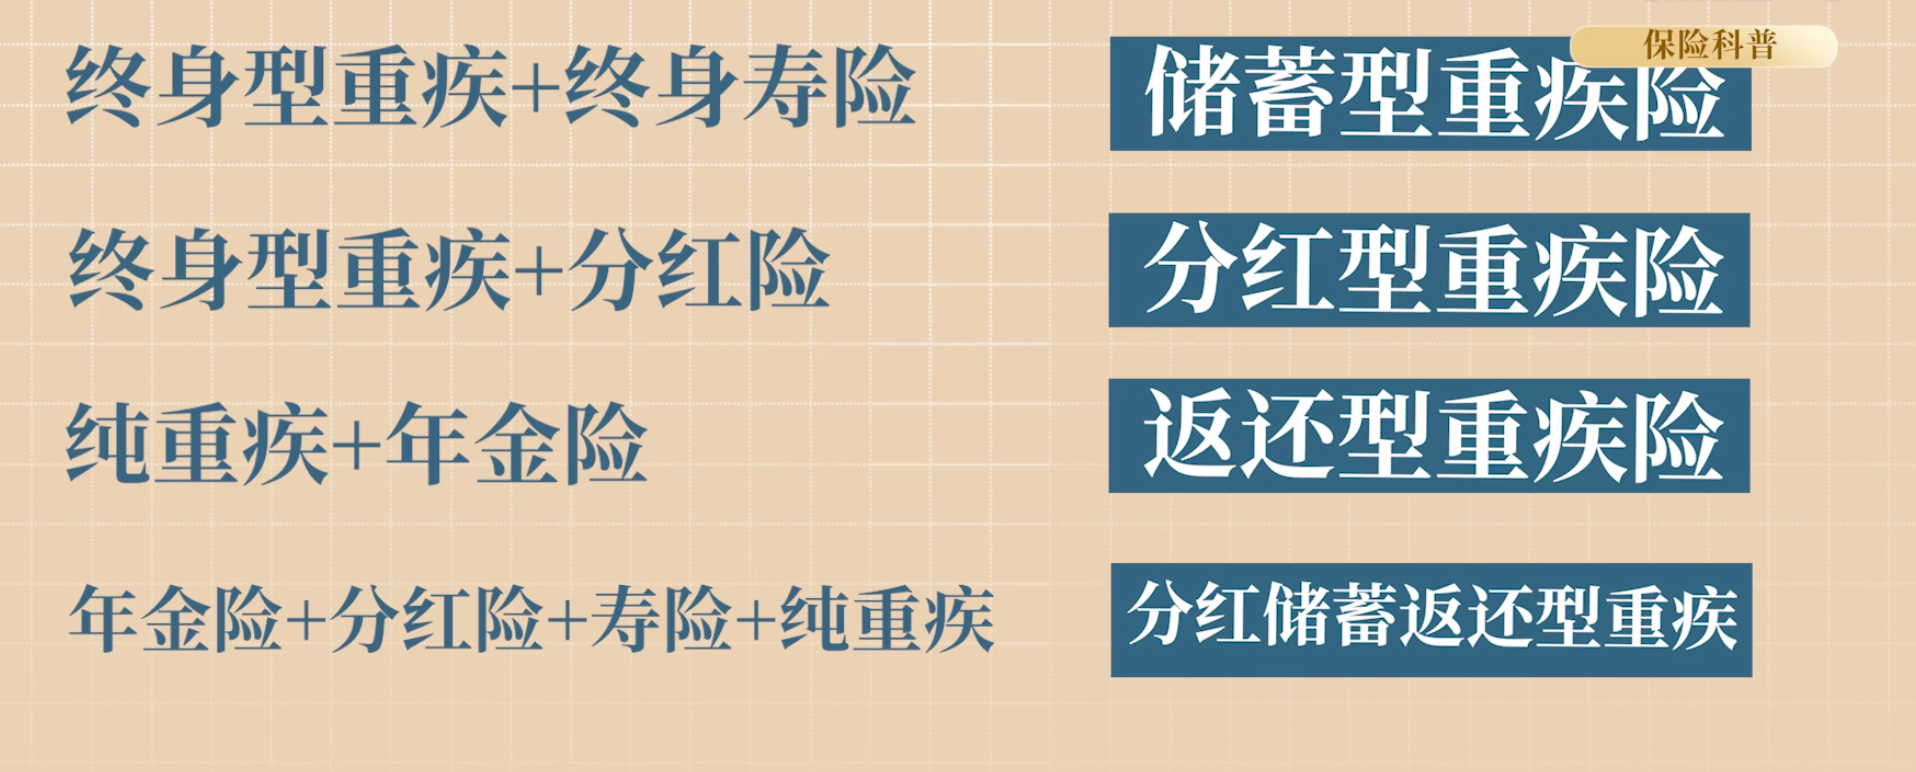 保险科普
终身型重疾+终身寿险 储蓄型重疾险
终身型重疾+分红险 分红型重疾险
纯重疾+年金险 返还型重疾险
年金险+分红险+寿险+纯重疾 分红储蓄返还型重疾